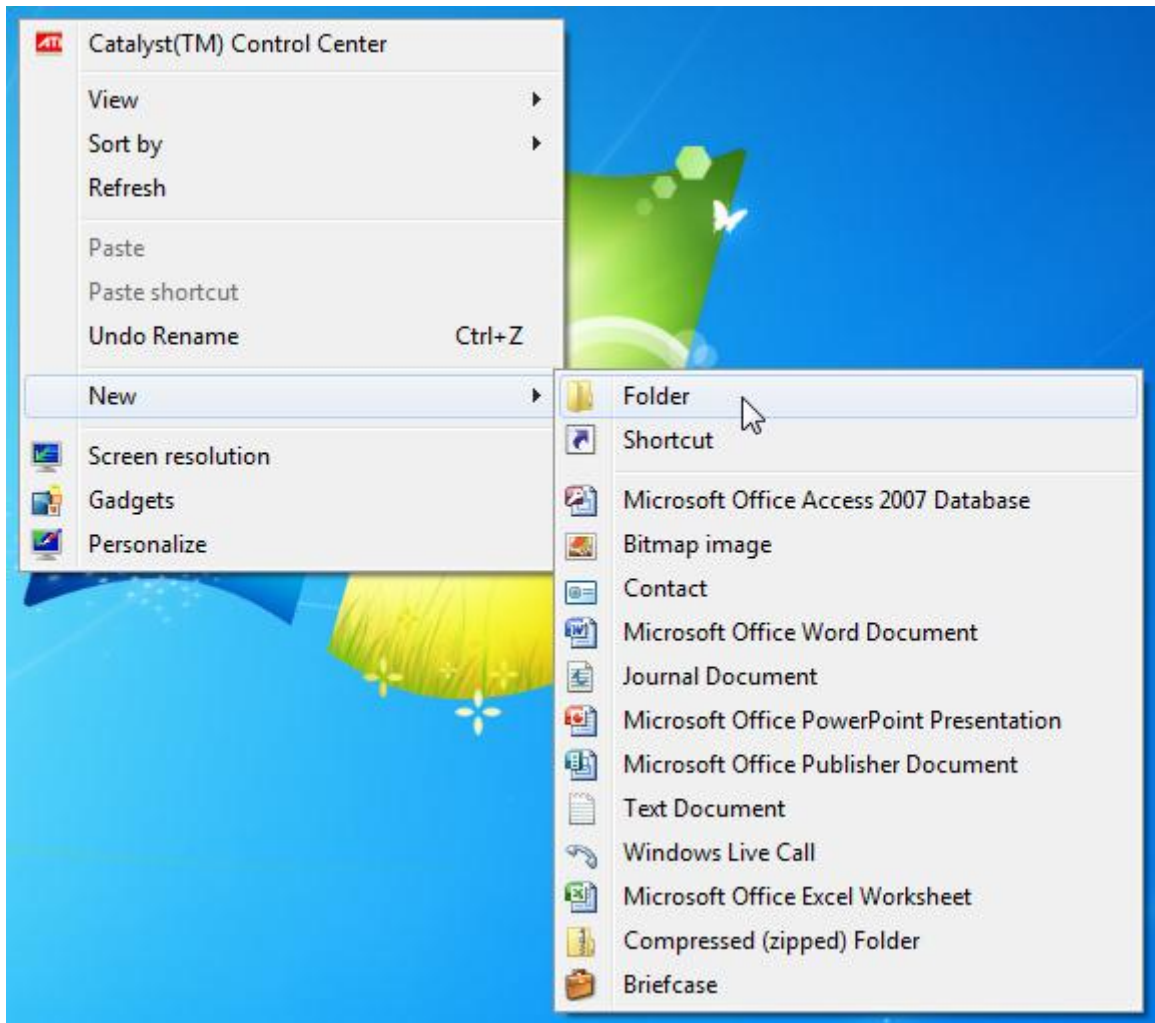 ATI Catalyst(TM) Control Center
View
Sort by
Refresh
Paste
Paste shortcut
Undo Rename Ctrl+Z
New
Screen resolution
Gadgets
Personalize
Folder
Shortcut
Microsoft Office Access 2007 Database
Bitmap image
Contact
Microsoft Office Word Document
Journal Document
Microsoft Office PowerPoint Presentation
Microsoft Office Publisher Document
Text Document
Windows Live Call
Microsoft Office Excel Worksheet
Compressed (zipped) Folder
Briefcase